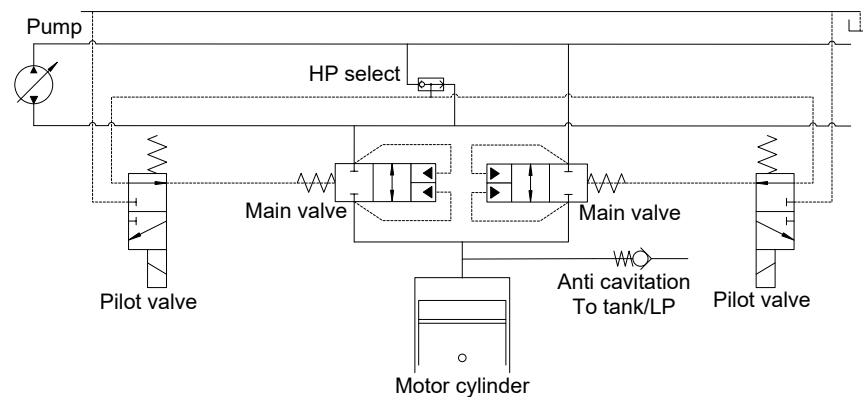 Pump
HP select
Main valve
Main valve
Pilot valve
Anti cavitation
To tank/LP
Pilot valve
Motor cylinder